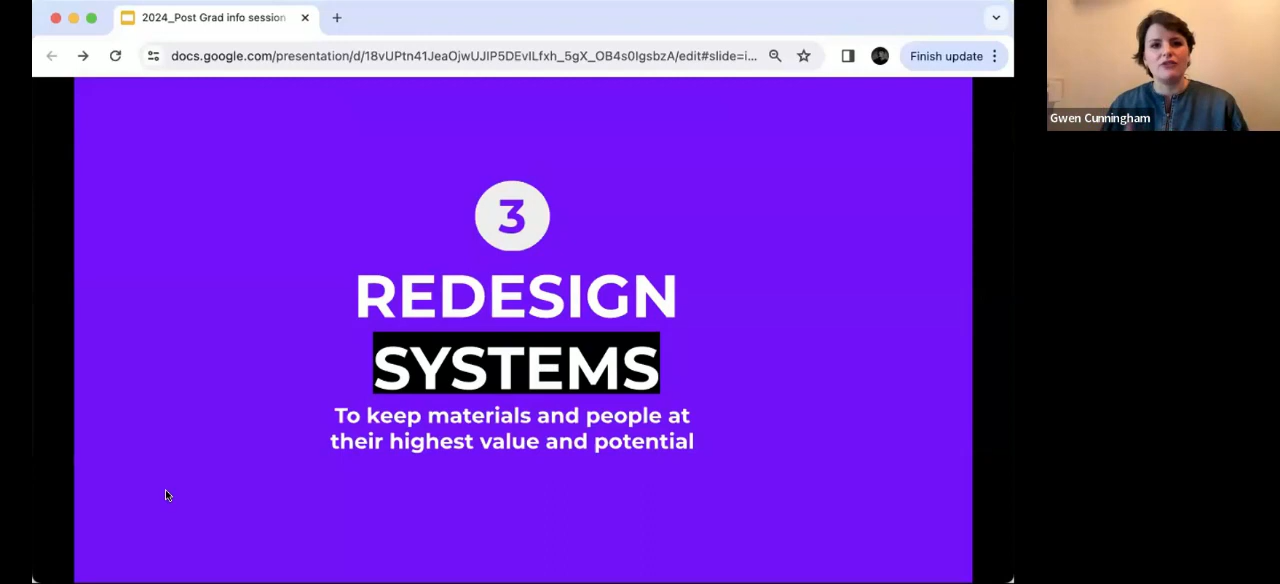 2024_Post Grad info session
docs.google.com/presentation/d/18vUPtn41JeaOjwUJIP5DEvILfxh_5gX_OB4s0IgsbzA/edit#slide=i...
Finish update
Gwen Cunningham
3
REDESIGN
SYSTEMS
To keep materials and people at
their highest value and potential